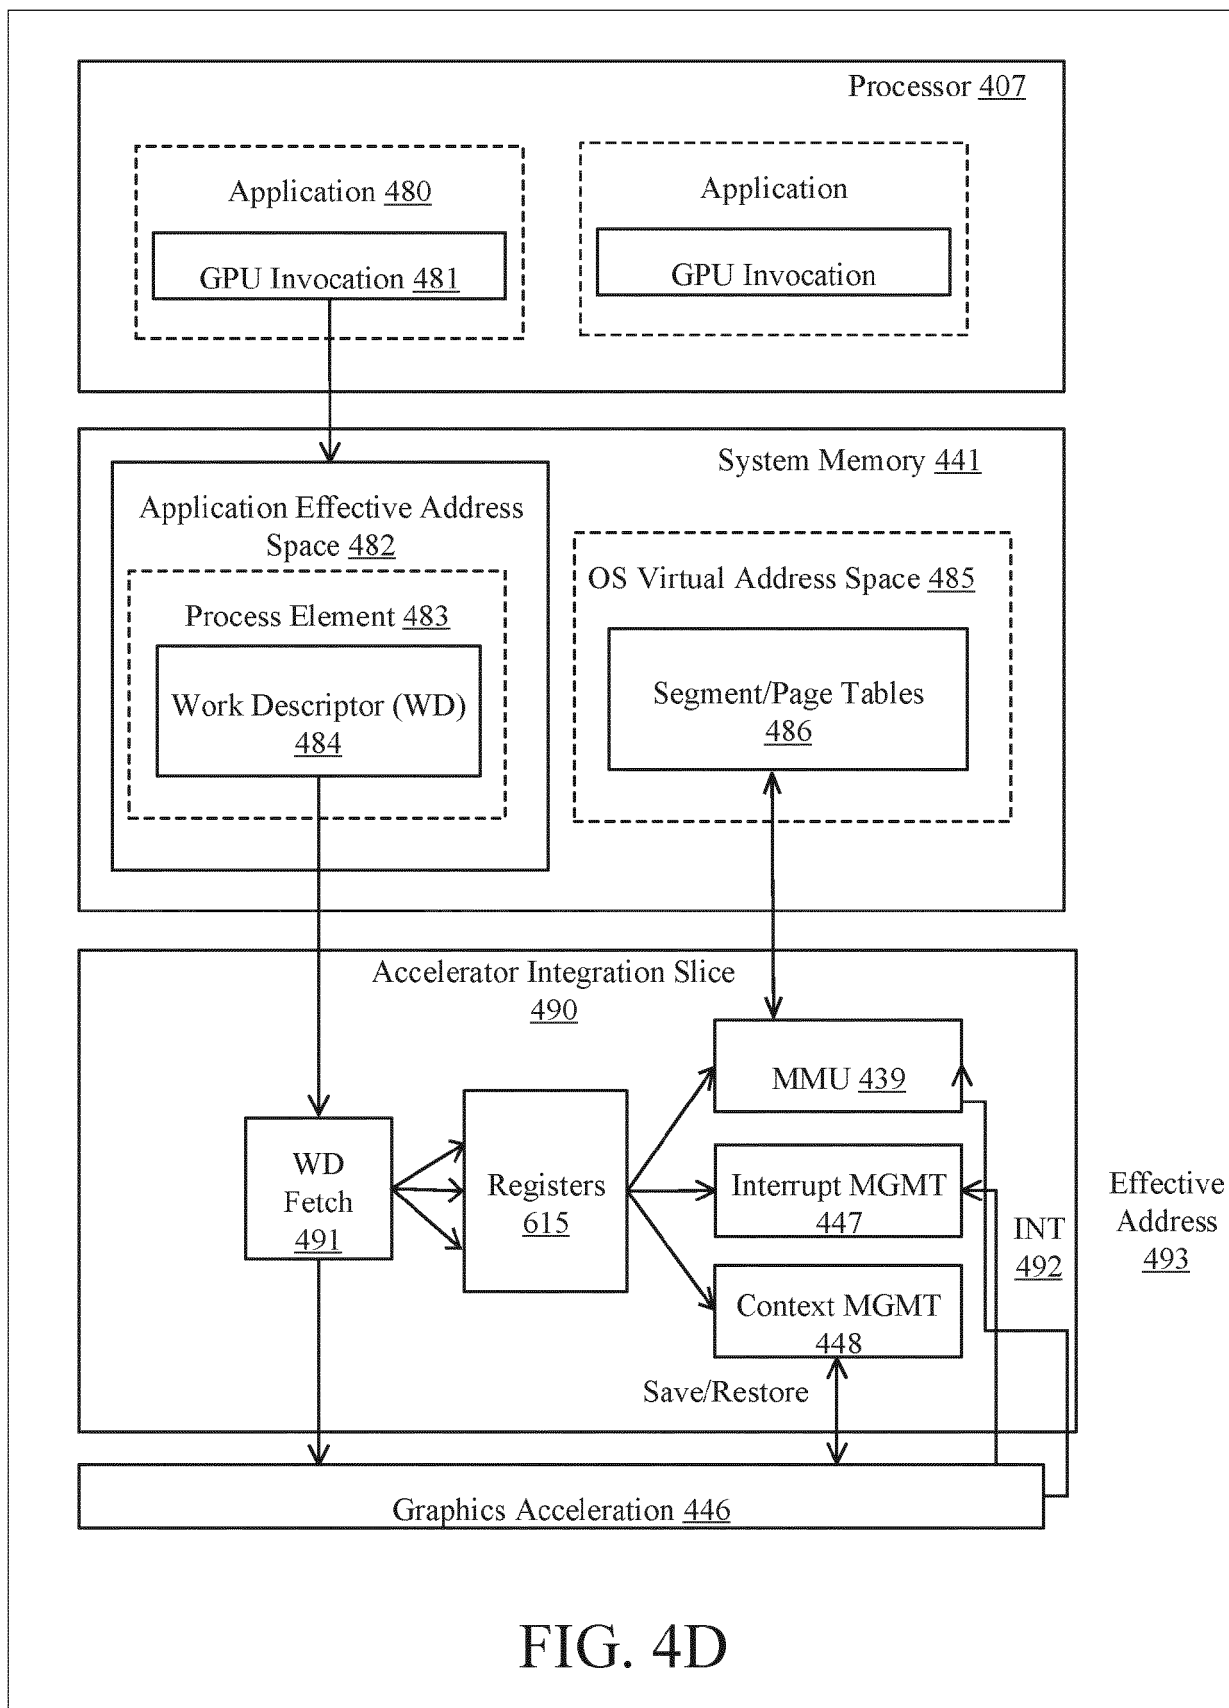 Processor 407
Application 480
GPU Invocation 481
Application
GPU Invocation
System Memory 441
Application Effective Address
Space 482
Process Element 483
Work Descriptor (WD)
484
OS Virtual Address Space 485
Segment/Page Tables
486
Accelerator Integration Slice
490
MMU 439
WD
Fetch
491
Registers
615
Interrupt MGMT
447
Context MGMT
448
INT
492
Effective
Address
493
Save/Restore
Graphics Acceleration 446
FIG. 4D